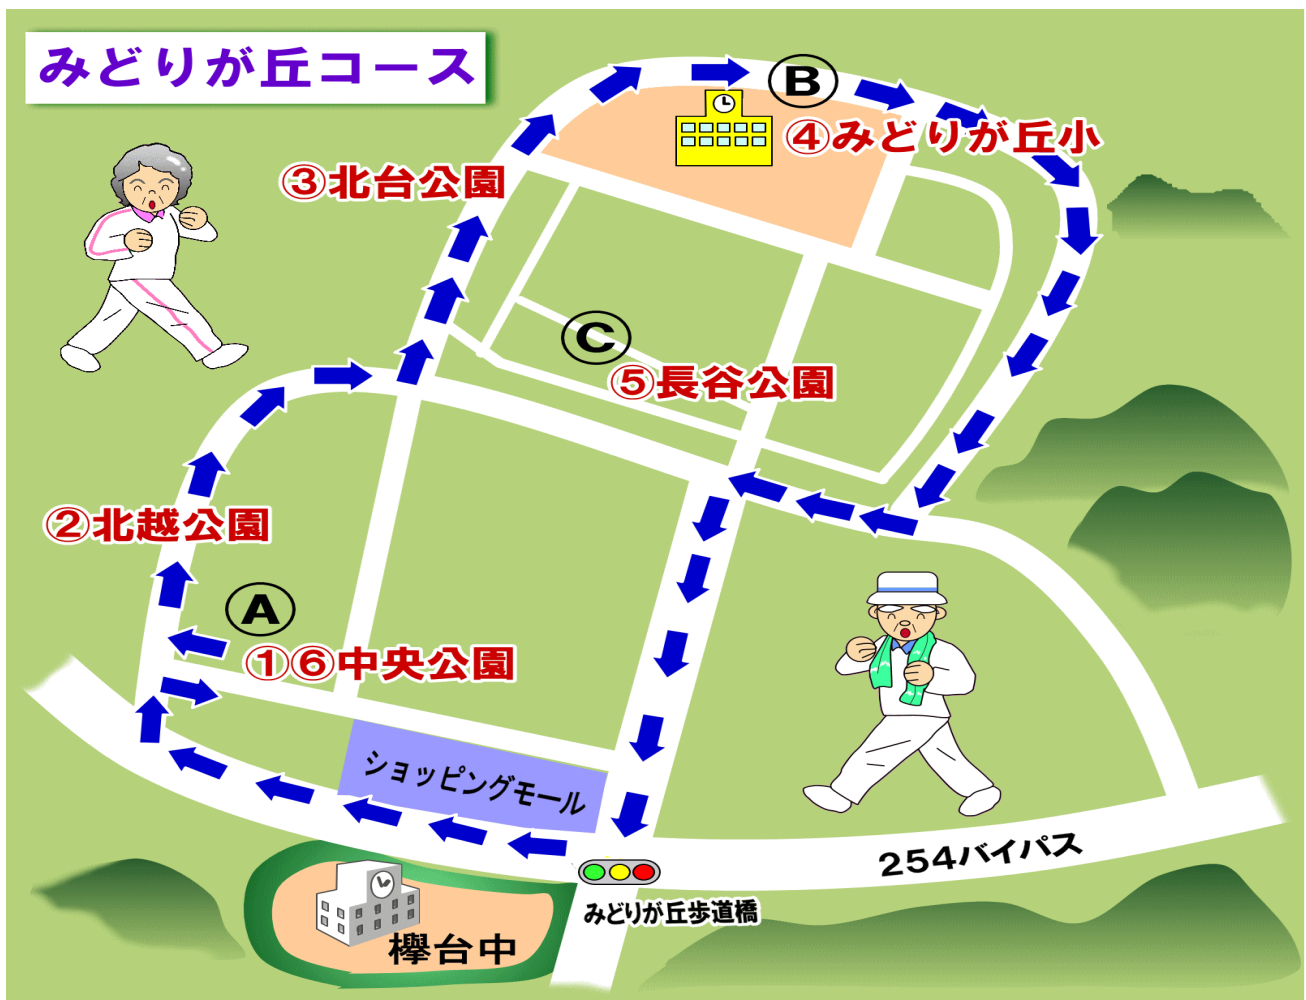 みどりが丘コース
B
④みどりが丘小
③北台公園
C
⑤長谷公園
②北越公園
A
①⑥中央公園
ショッピングモール
254バイパス
みどりが丘歩道橋
欅台中